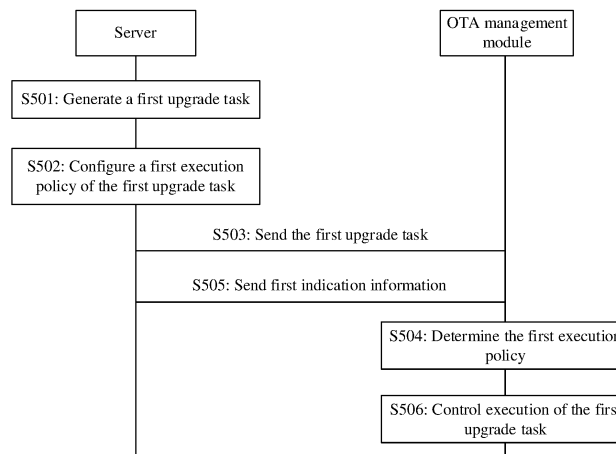 Server
OTA management
module
S501: Generate a first upgrade task
S502: Configure a first execution
policy of the first upgrade task
S503: Send the first upgrade task
S505: Send first indication information
S504: Determine the first execution
policy
S506: Control execution of the first
upgrade task